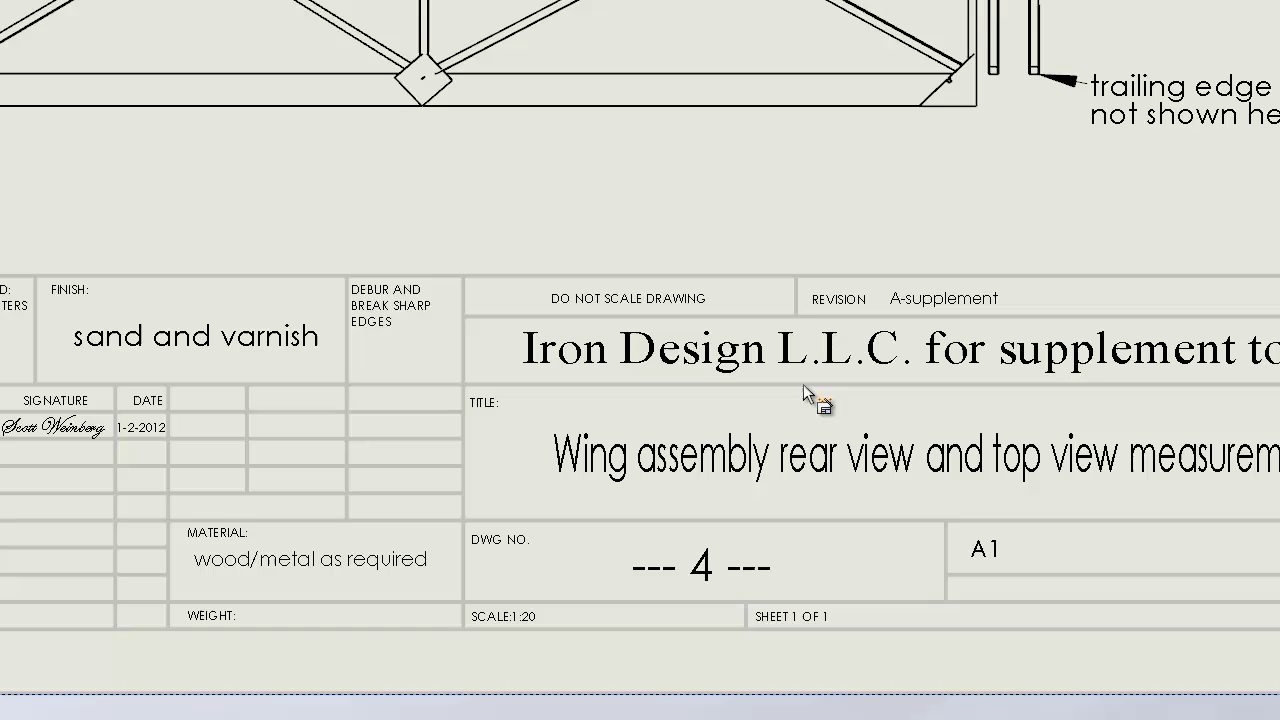 trailing edge
not shown he
D:
TERS
FINISH:
sand and varnish
DEBUR AND
BREAK SHARP
EDGES
DO NOT SCALE DRAWING
REVISION A-supplement
Iron Design L.L.C. for supplement to
SIGNATURE DATE
Scott Weinberg 1-2-2012
TITLE:
Wing assembly rear view and top view measurem
MATERIAL:
wood/metal as required
DWG NO.
--- 4 ---
A1
WEIGHT:
SCALE:1:20
SHEET 1 OF 1